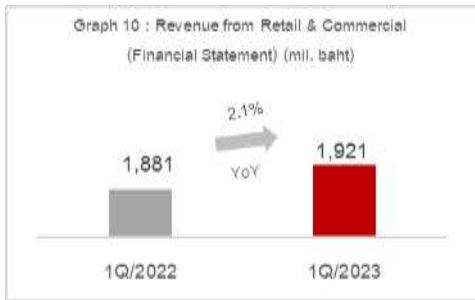 Graph 10 : Revenue from Retail & Commercial
(Financial Statement) (mil. baht)
2.1%
1,881
YoY
1,921
1Q/2022
1Q/2023